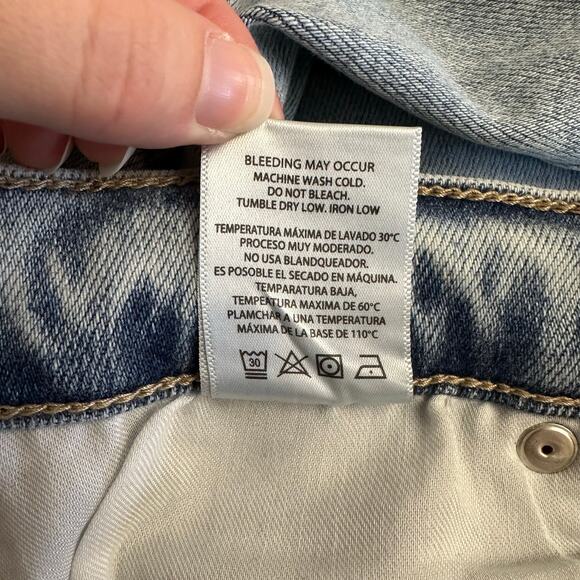 BLEEDING MAY OCCUR
MACHINE WASH COLD.
DO NOT BLEACH.
TUMBLE DRY LOW. IRON LOW
TEMPERATURA MÁXIMA DE LAVADO 30°C
PROCESO MUY MODERADO.
NO USA BLANDQUEADOR.
ES POSOBLE EL SECADO EN MÁQUINA.
TEMPARATURA BAJA,
TEMPEATURA MAXIMA DE 60°C
PLAMCHAR A UNA TEMPERATURA
MÁXIMA DE LA BASE DE 110°C
30